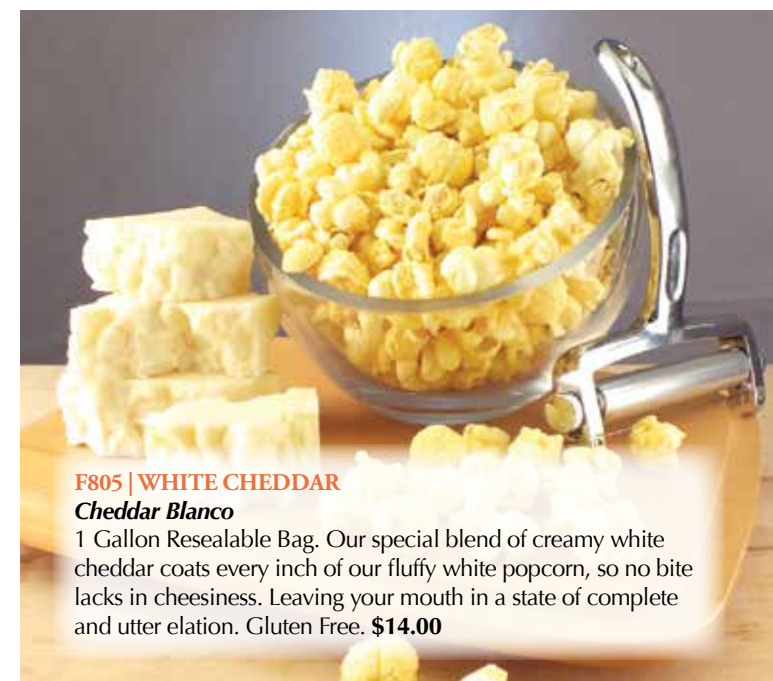 F805 | WHITE CHEDDAR
Cheddar Blanco
1 Gallon Resealable Bag. Our special blend of creamy white
cheddar coats every inch of our fluffy white popcorn, so no bite
lacks in cheesiness. Leaving your mouth in a state of complete
and utter elation. Gluten Free. $14.00